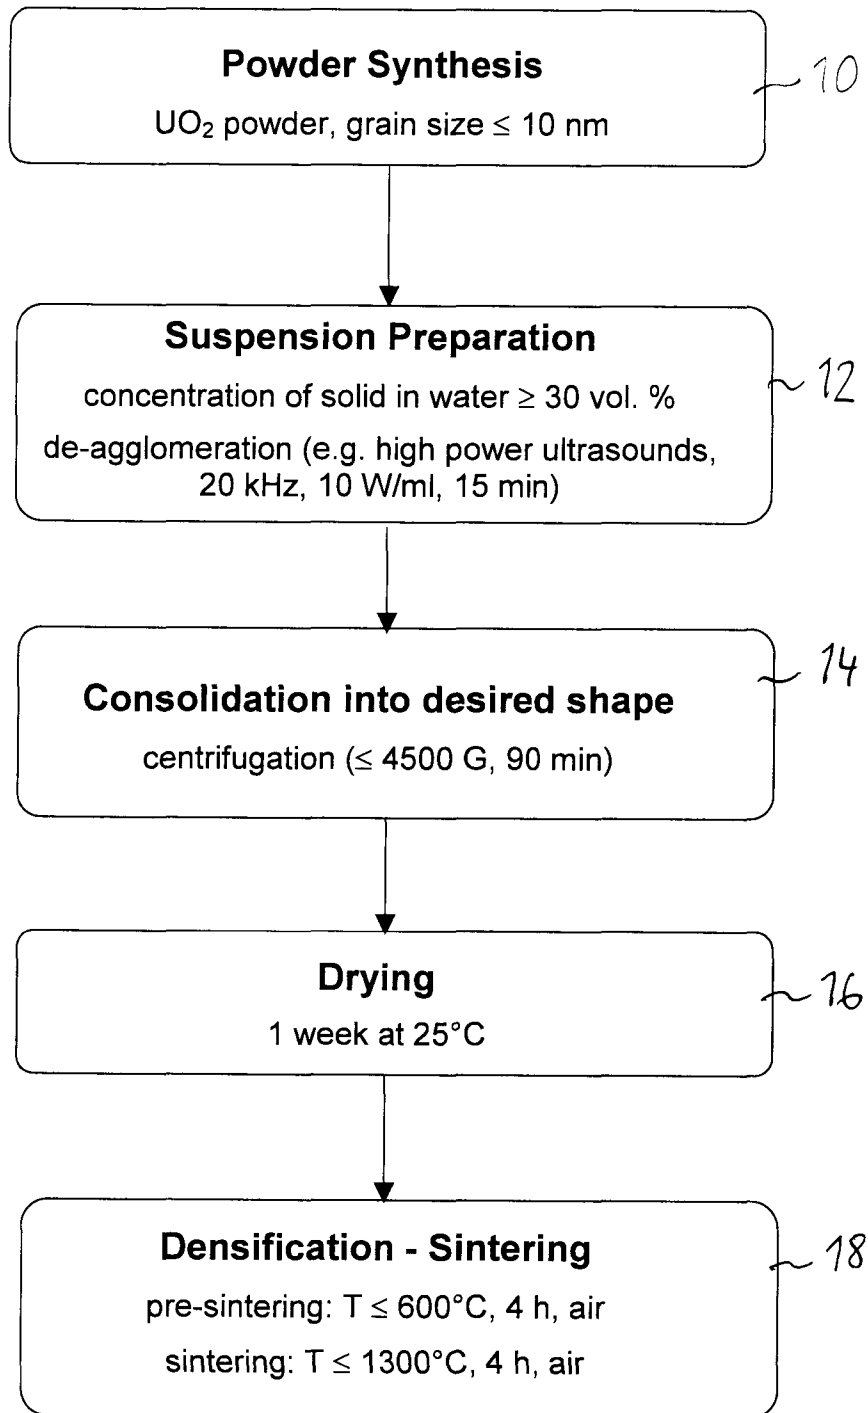 Powder Synthesis
UO₂ powder, grain size ≤ 10 nm
10
Suspension Preparation
concentration of solid in water ≥ 30 vol. %
de-agglomeration (e.g. high power ultrasounds,
20 kHz, 10 W/ml, 15 min)
12
Consolidation into desired shape
centrifugation (≤ 4500 G, 90 min)
14
Drying
1 week at 25°C
16
Densification - Sintering
pre-sintering: T ≤ 600°C, 4 h, air
sintering: T ≤ 1300°C, 4 h, air
18